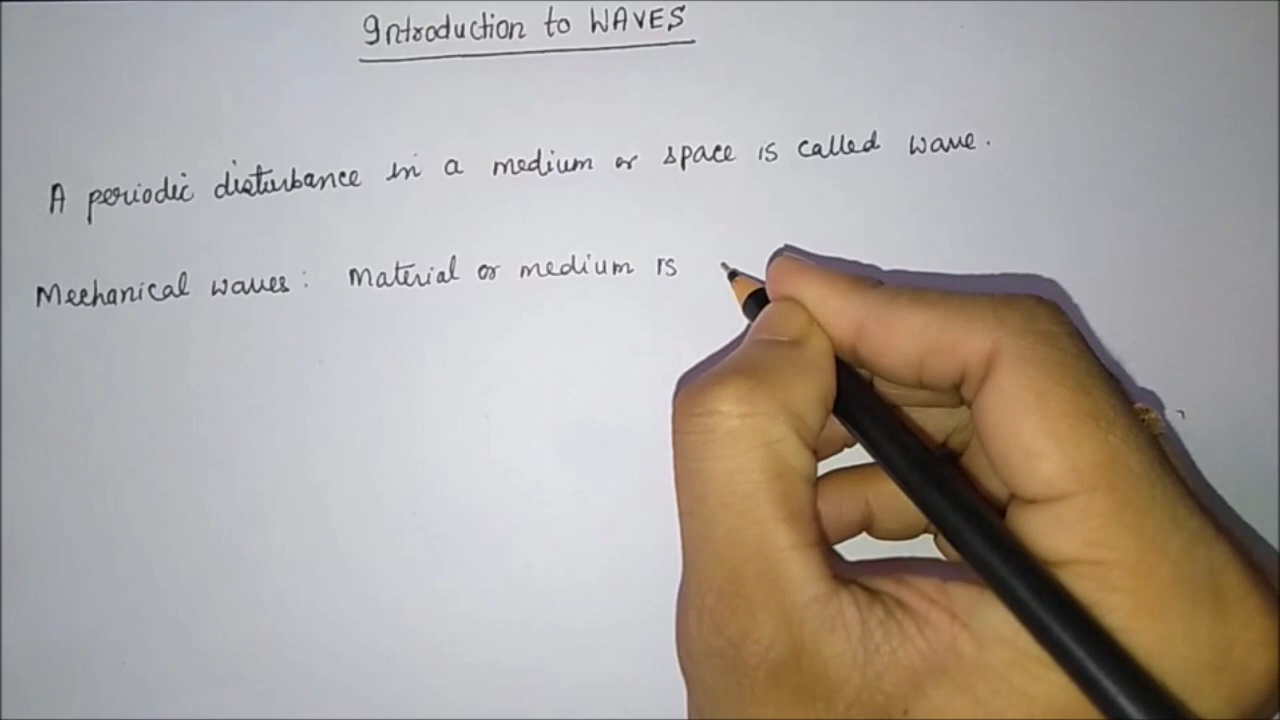 Introduction to WAVES
A periodic disturbance in a medium or space is called wave.
Mechanical waves: Material or medium is